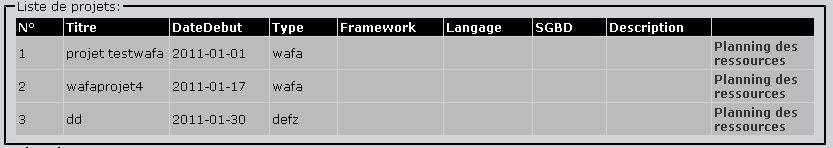 Liste de projets:
N° Titre DateDebut Type Framework Langage SGBD Description
1 projet testwafa 2011-01-01 wafa Planning des ressources
2 wafaprojet4 2011-01-17 wafa Planning des ressources
3 dd 2011-01-30 defz Planning des ressources